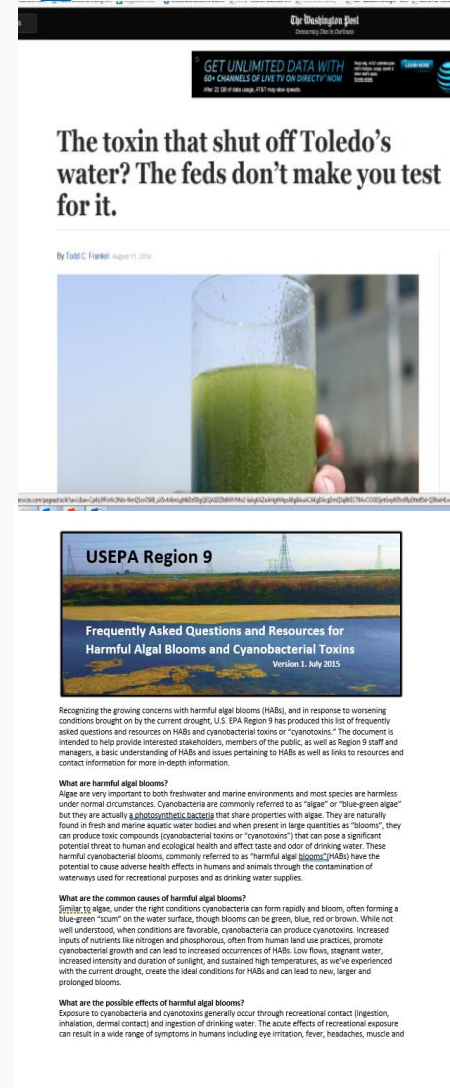 The Washington Post
Democracy Dies in Darkness
GET UNLIMITED DATA WITH
60+ CHANNELS OF LIVE TV ON DIRECTV NOW
After 22 GB of data usage, AT&T may slow speeds.
LEARN MORE
AT&T
The toxin that shut off Toledo's
water? The feds don't make you test
for it.
By Todd C. Frankel August 11, 2014
USEPA Region 9
Frequently Asked Questions and Resources for
Harmful Algal Blooms and Cyanobacterial Toxins
Version 1. July 2015
Recognizing the growing concerns with harmful algal blooms (HABs), and in response to worsening
conditions brought on by the current drought, U.S. EPA Region 9 has produced this list of frequently
asked questions and resources on HABs and cyanobacterial toxins or "cyanotoxins." The document is
intended to help provide interested stakeholders, members of the public, as well as Region 9 staff and
managers, a basic understanding of HABs and issues pertaining to HABs as well as links to resources and
contact information for more in-depth information.
What are harmful algal blooms?
Algae are very important to both freshwater and marine environments and most species are harmless
under normal circumstances. Cyanobacteria are commonly referred to as "algae" or "blue-green algae"
but they are actually a photosynthetic bacteria that share properties with algae. They are naturally
found in fresh and marine aquatic water bodies and when present in large quantities as "blooms", they
can produce toxic compounds (cyanobacterial toxins or "cyanotoxins") that can pose a significant
potential threat to human and ecological health and affect taste and odor of drinking water. These
harmful cyanobacterial blooms, commonly referred to as "harmful algal blooms"(HABs) have the
potential to cause adverse health effects in humans and animals through the contamination of
waterways used for recreational purposes and as drinking water supplies.
What are the common causes of harmful algal blooms?
Similar to algae, under the right conditions cyanobacteria can form rapidly and bloom, often forming a
blue-green "scum" on the water surface, though blooms can be green, blue, red or brown. While not
well understood, when conditions are favorable, cyanobacteria can produce cyanotoxins. Increased
inputs of nutrients like nitrogen and phosphorous, often from human land use practices, promote
cyanobacterial growth and can lead to increased occurrences of HABs. Low flows, stagnant water,
increased intensity and duration of sunlight, and sustained high temperatures, as we've experienced
with the current drought, create the ideal conditions for HABs and can lead to new, larger and
prolonged blooms.
What are the possible effects of harmful algal blooms?
Exposure to cyanobacteria and cyanotoxins generally occur through recreational contact (ingestion,
inhalation, dermal contact) and ingestion of drinking water. The acute effects of recreational exposure
can result in a wide range of symptoms in humans including eye irritation, fever, headaches, muscle and